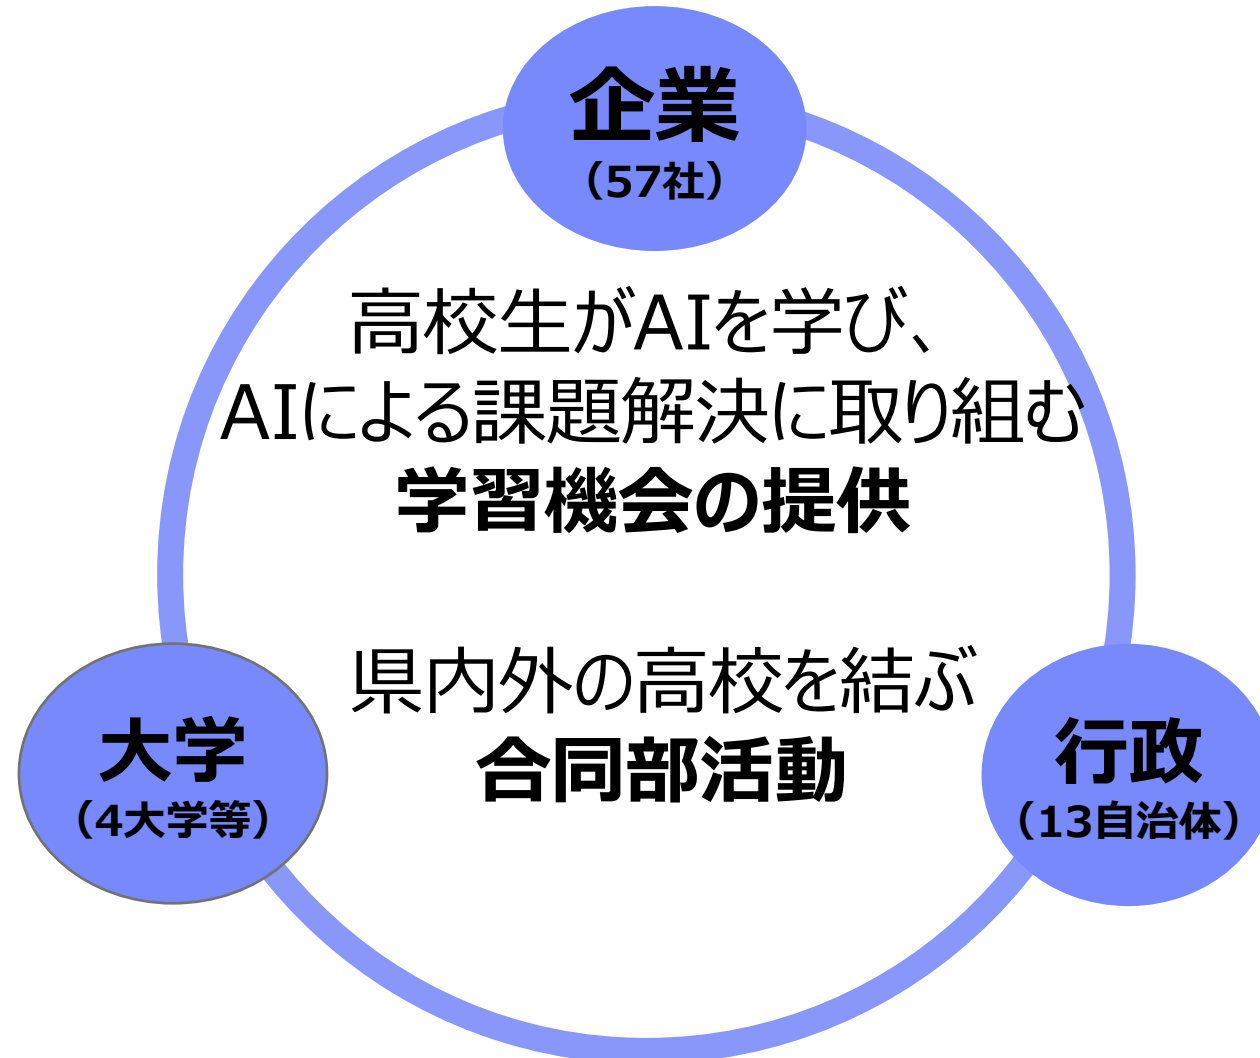 企業
（57社）
高校生がAIを学び、
AIによる課題解決に取り組む
学習機会の提供
県内外の高校を結ぶ
合同部活動
大学
（4大学等）
行政
（13自治体）